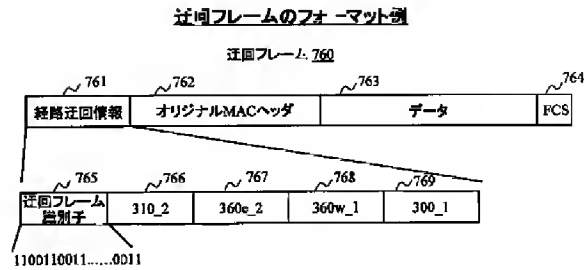 迂回フレームのフォーマット例
迂回フレーム 760
761 762 763 764
経路迂回情報 オリジナルMACヘッダ データ FCS
765 766 767 768 769
迂回フレーム識別子 310_2 360e_2 360w_1 300_1
1100110011......0011